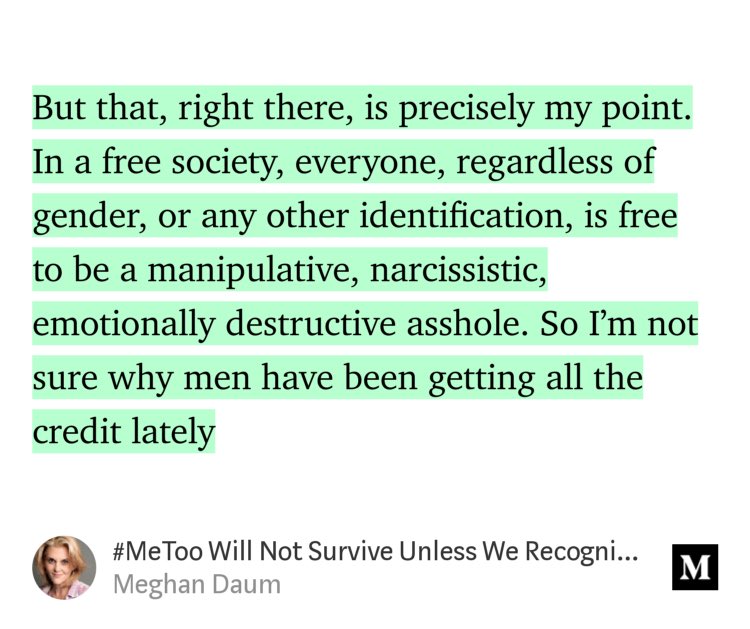 But that, right there, is precisely my point.
In a free society, everyone, regardless of
gender, or any other identification, is free
to be a manipulative, narcissistic,
emotionally destructive asshole. So I’m not
sure why men have been getting all the
credit lately
#MeToo Will Not Survive Unless We Recogni...
Meghan Daum
M